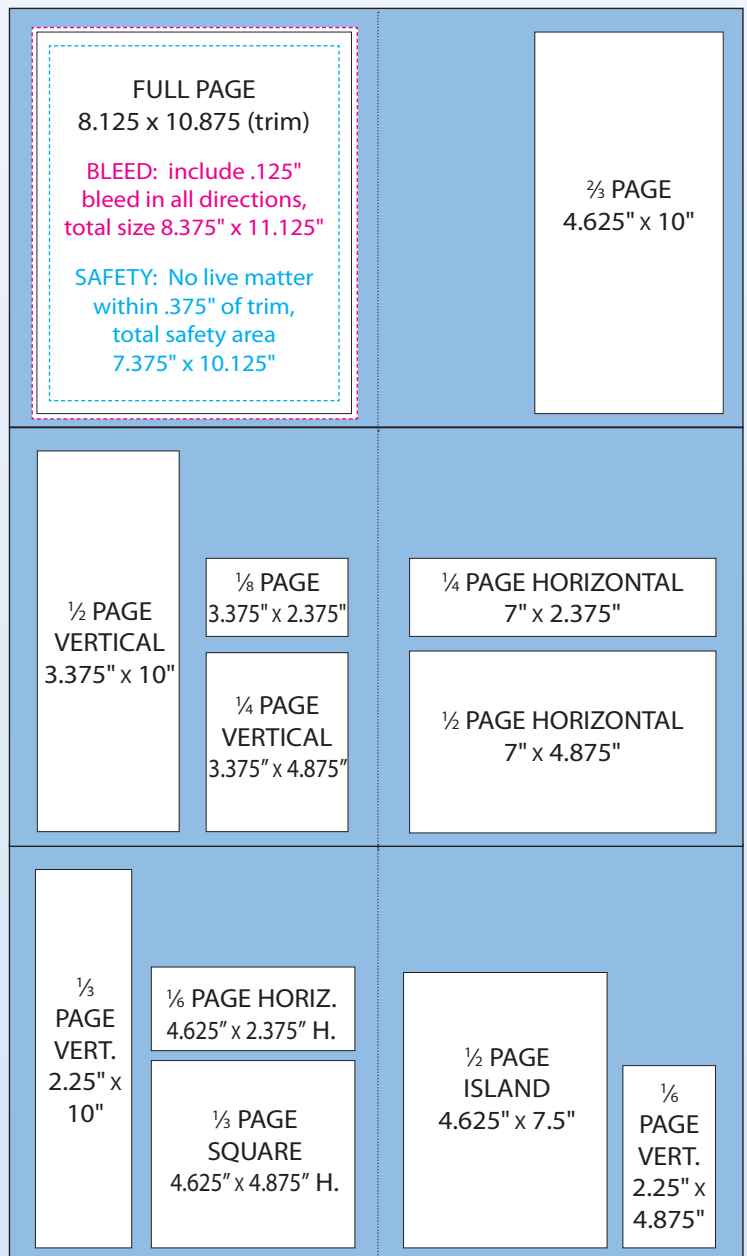 FULL PAGE
8.125 x 10.875 (trim)
BLEED: include .125"
bleed in all directions,
total size 8.375" x 11.125"
SAFETY: No live matter
within .375" of trim,
total safety area
7.375" x 10.125"
⅔ PAGE
4.625" x 10"
½ PAGE
VERTICAL
3.375" x 10"
⅛ PAGE
3.375" x 2.375"
¼ PAGE
VERTICAL
3.375" x 4.875"
¼ PAGE HORIZONTAL
7" x 2.375"
½ PAGE HORIZONTAL
7" x 4.875"
⅓
PAGE
VERT.
2.25" x
10"
⅙ PAGE HORIZ.
4.625" x 2.375" H.
⅓ PAGE
SQUARE
4.625" x 4.875" H.
½ PAGE
ISLAND
4.625" x 7.5"
⅙
PAGE
VERT.
2.25" x
4.875"